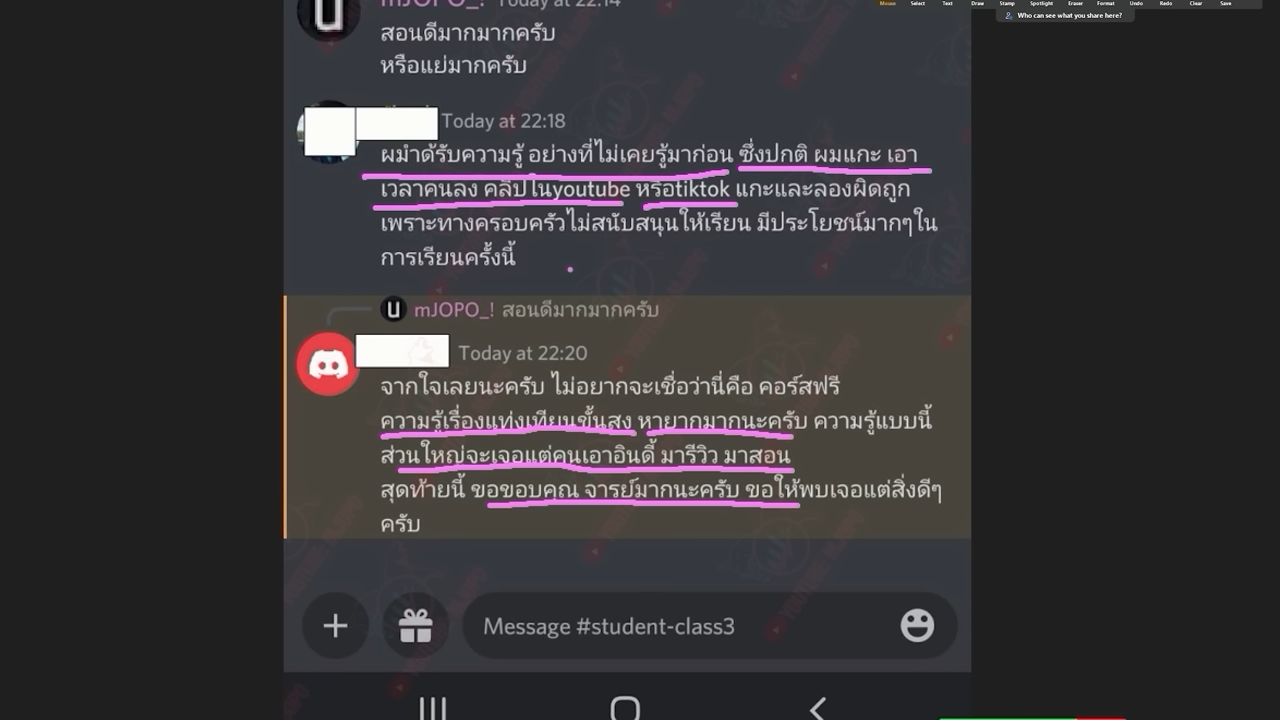 Mouse Select Text Draw Stamp Spotlight Eraser Format Undo Redo Clear Save
Who can see what you share here?
mJOPO_! Today at 22:14
สอนดีมากมากครับ
หรือแย่มากครับ
Today at 22:18
ผมำด้รับความรู้ อย่างที่ไม่เคยรู้มาก่อน ซึ่งปกติ ผมแกะ เอา
เวลาคนลง คลิปในyoutube หรือtiktok แกะและลองผิดถูก
เพราะทางครอบครัวไม่สนับสนุนให้เรียน มีประโยชน์มากๆใน
การเรียนครั้งนี้
mJOPO_! สอนดีมากมากครับ
Today at 22:20
จากใจเลยนะครับ ไม่อยากจะเชื่อว่านี่คือ คอร์สฟรี
ความรู้เรื่องแท่งเทียนขั้นสูง หายากมากนะครับ ความรู้แบบนี้
ส่วนใหญ่จะเจอแต่คนเอาอินดี้ มารีวิว มาสอน
สุดท้ายนี้ ขอขอบคุณ จารย์มากนะครับ ขอให้พบเจอแต่สิ่งดีๆ
ครับ
Message #student-class3